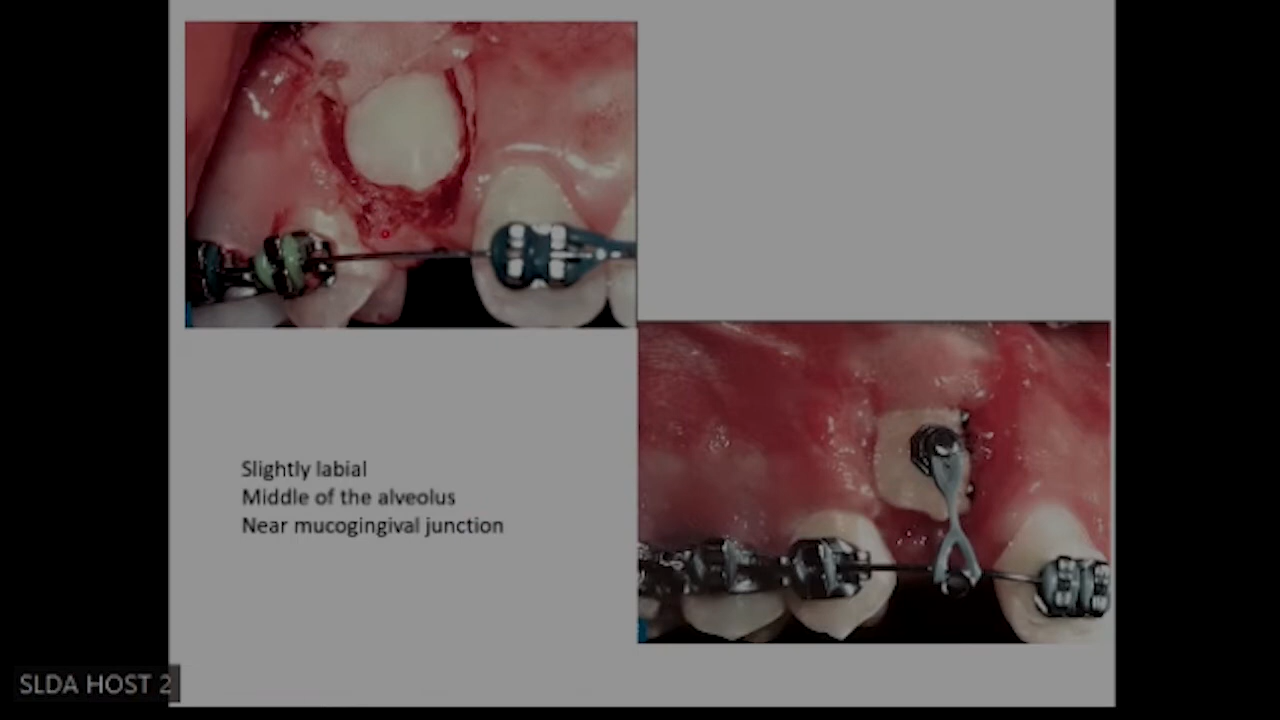 Slightly labial
Middle of the alveolus
Near mucogingival junction
SLDA HOST 2